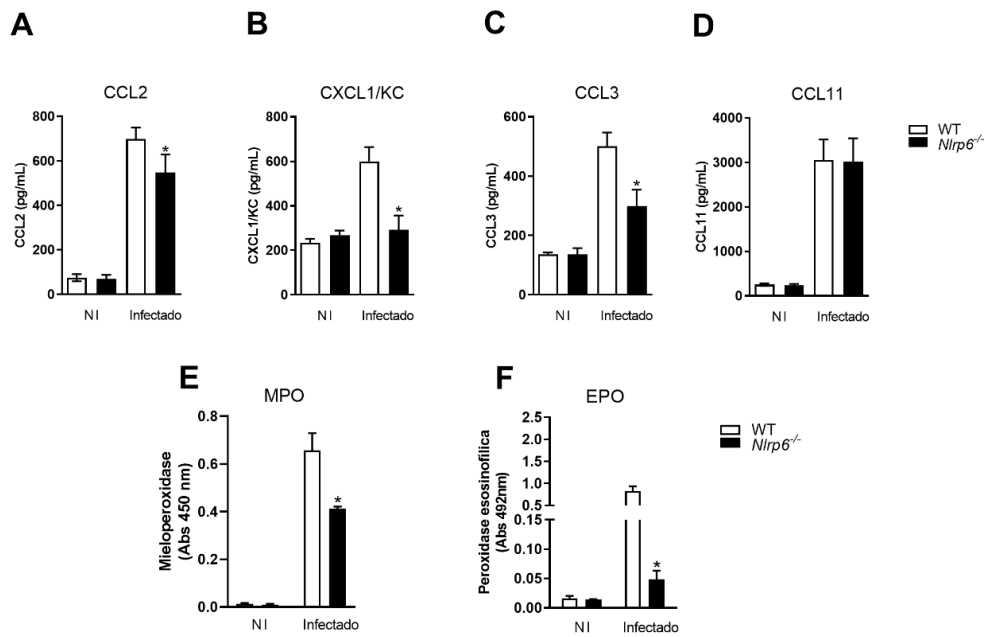 A
B
C
D
CCL2
CXCL1/KC
CCL3
CCL11
CCL2 (pg/mL)
800
600
400
200
0
*
NI
Infectado
CXCL1/KC (pg/mL)
800
600
400
200
0
*
NI
Infectado
CCL3 (pg/mL)
600
400
200
0
*
NI
Infectado
CCL11 (pg/mL)
4000
3000
2000
1000
0
NI
Infectado
WT
Nlrp6-/-
E
F
MPO
EPO
Mieloperoxidase
(Abs 450 nm)
0.8
0.6
0.4
0.2
0.0
*
NI
Infectado
Peroxidase esosinofilica
(Abs 492nm)
2.5
2.0
1.5
1.0
0.5
0.15
0.10
0.05
0.00
*
NI
Infectado
WT
Nlrp6-/-